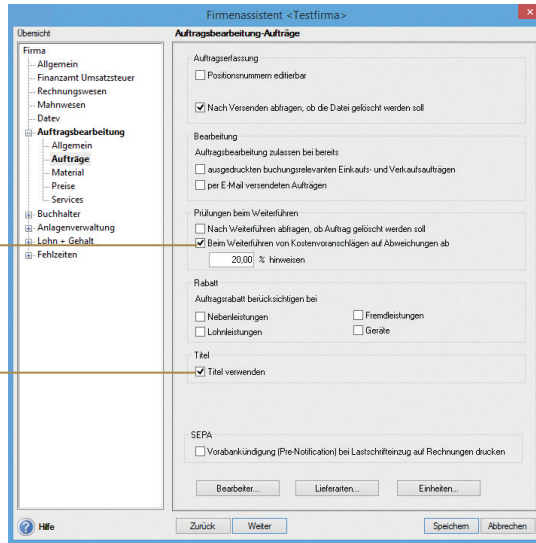 Firmenassistent <Testfirma>
Übersicht
Firma
Allgemein
Finanzamt Umsatzsteuer
Rechnungswesen
Mahnwesen
Datev
Auftragsbearbeitung
Allgemein
Aufträge
Material
Preise
Services
Buchhalter
Anlagenverwaltung
Lohn + Gehalt
Fehlzeiten
Auftragsbearbeitung-Aufträge
Auftragserfassung
Positionsnummern editierbar
Nach Versenden abfragen, ob die Datei gelöscht werden soll
Bearbeitung
Auftragsbearbeitung zulassen bei bereits
ausgedruckten buchungsrelevanten Einkaufs- und Verkaufsaufträgen
per E-Mail versendeten Aufträgen
Prüfungen beim Weiterführen
Nach Weiterführen abfragen, ob Auftrag gelöscht werden soll
Beim Weiterführen von Kostenvoranschlägen auf Abweichungen ab
20,00 % hinweisen
Rabatt
Auftragsrabatt berücksichtigen bei
Nebenleistungen Fremdleistungen
Lohnleistungen Geräte
Titel
Titel verwenden
SEPA
Vorabankündigung (Pre-Notification) bei Lastschrifteinzug auf Rechnungen drucken
Bearbeiter... Lieferarten... Einheiten...
? Hilfe Zurück Weiter Speichern Abbrechen